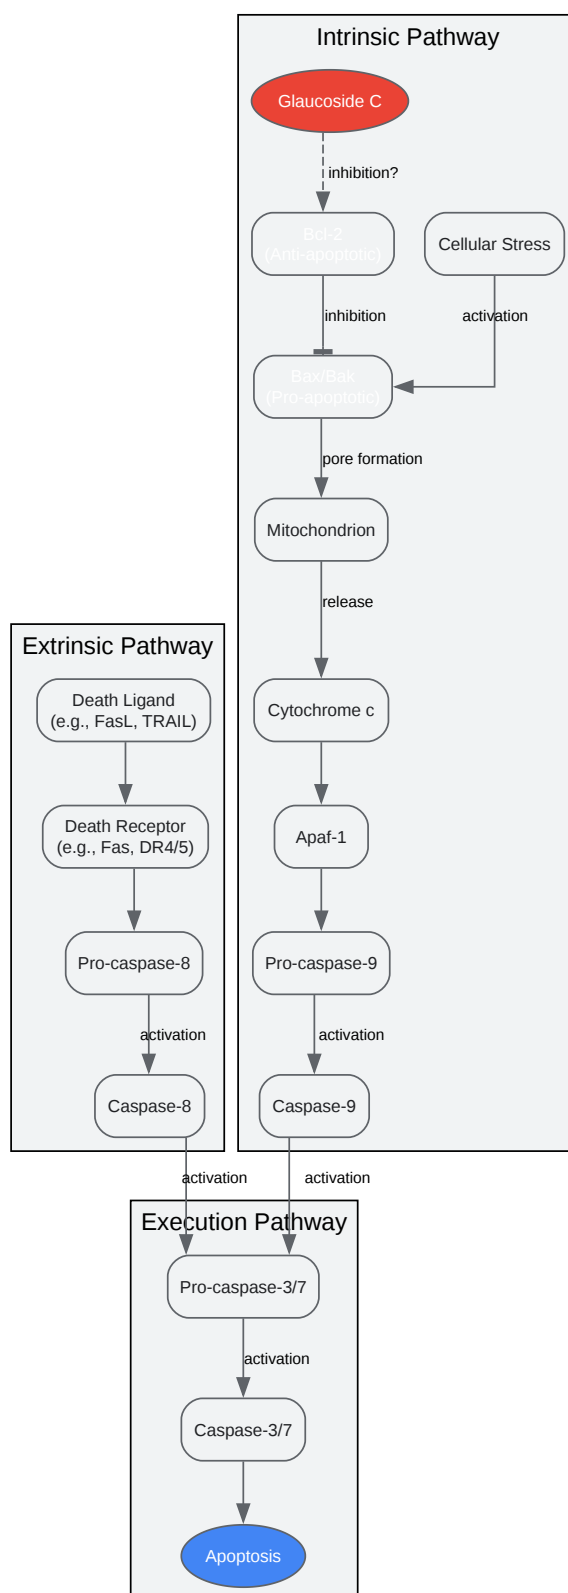 Intrinsic Pathway
Glaucoside C
inhibition?
Bcl-2
(Anti-apoptotic)
Cellular Stress
inhibition
activation
Bax/Bak
(Pro-apoptotic)
pore formation
Mitochondrion
release
Cytochrome c
Apaf-1
Pro-caspase-9
activation
Caspase-9
activation
Extrinsic Pathway
Death Ligand
(e.g., FasL, TRAIL)
Death Receptor
(e.g., Fas, DR4/5)
Pro-caspase-8
activation
Caspase-8
activation
Execution Pathway
Pro-caspase-3/7
activation
Caspase-3/7
Apoptosis